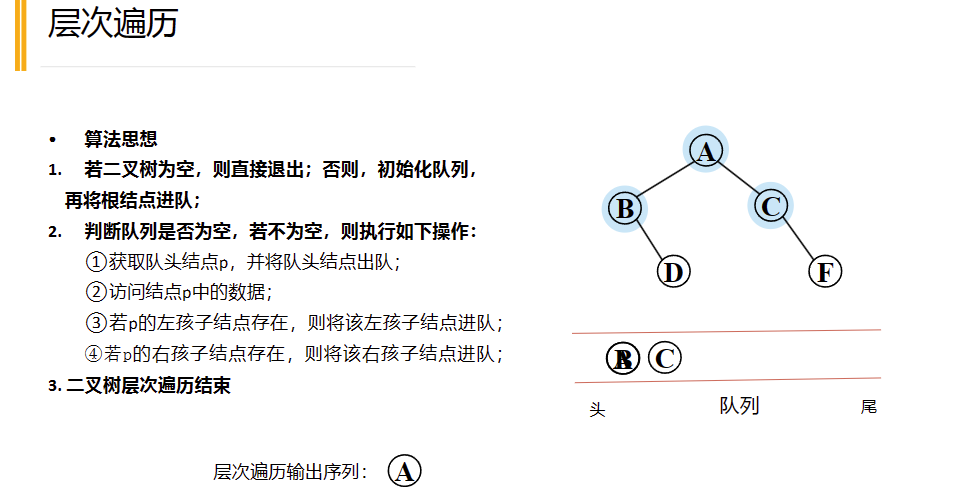 层次遍历
• 算法思想
1. 若二叉树为空，则直接退出；否则，初始化队列，
再将根结点进队；
2. 判断队列是否为空，若不为空，则执行如下操作：
①获取队头结点p，并将队头结点出队；
②访问结点p中的数据；
③若p的左孩子结点存在，则将该左孩子结点进队；
④若p的右孩子结点存在，则将该右孩子结点进队；
3. 二叉树层次遍历结束
层次遍历输出序列： A
A
B C
D F
C
头 队列 尾